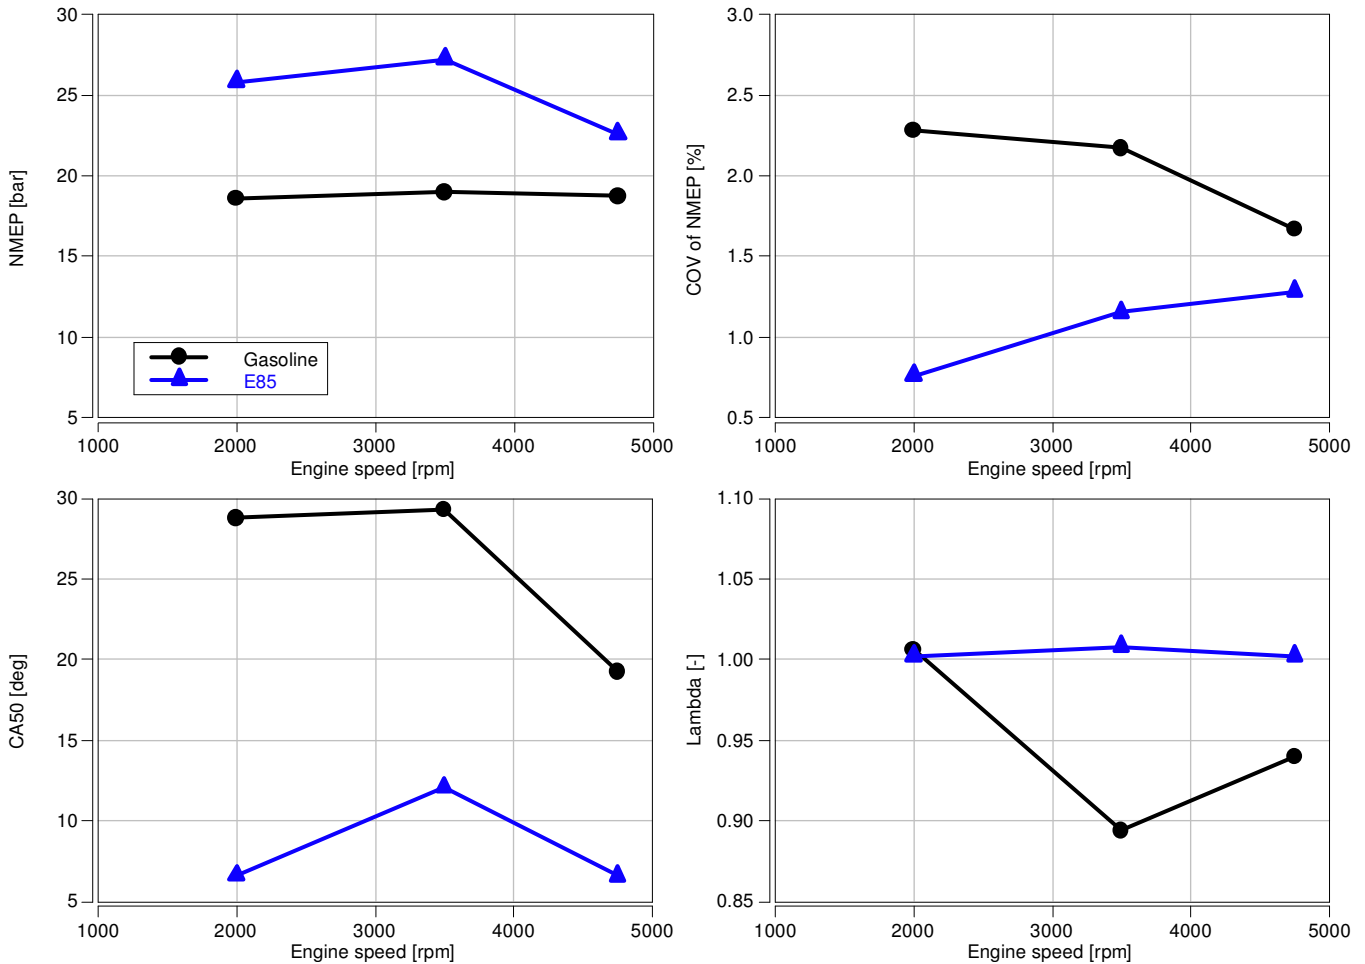 30
25
20
15
10
5
NMEP [bar]
Gasoline
E85
1000 2000 3000 4000 5000
Engine speed [rpm]
3.0
2.5
2.0
1.5
1.0
0.5
COV of NMEP [%]
1000 2000 3000 4000 5000
Engine speed [rpm]
30
25
20
15
10
5
CA50 [deg]
1000 2000 3000 4000 5000
Engine speed [rpm]
1.10
1.05
1.00
0.95
0.90
0.85
Lambda [-]
1000 2000 3000 4000 5000
Engine speed [rpm]